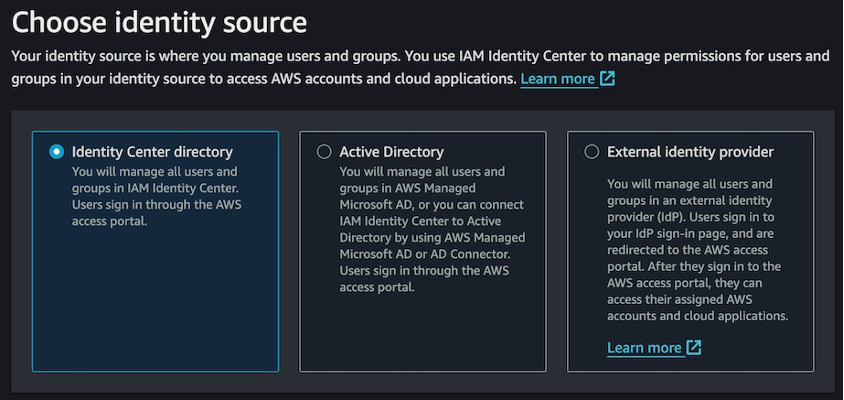 Choose identity source
Your identity source is where you manage users and groups. You use IAM Identity Center to manage permissions for users and
groups in your identity source to access AWS accounts and cloud applications. Learn more
Identity Center directory
You will manage all users and
groups in IAM Identity Center.
Users sign in through the AWS
access portal.
Active Directory
You will manage all users and
groups in AWS Managed
Microsoft AD, or you can connect
IAM Identity Center to Active
Directory by using AWS Managed
Microsoft AD or AD Connector.
Users sign in through the AWS
access portal.
External identity provider
You will manage all users and
groups in an external identity
provider (IdP). Users sign in to
your IdP sign-in page, and are
redirected to the AWS access
portal. After they sign in to the
AWS access portal, they can
access their assigned AWS
accounts and cloud applications.
Learn more